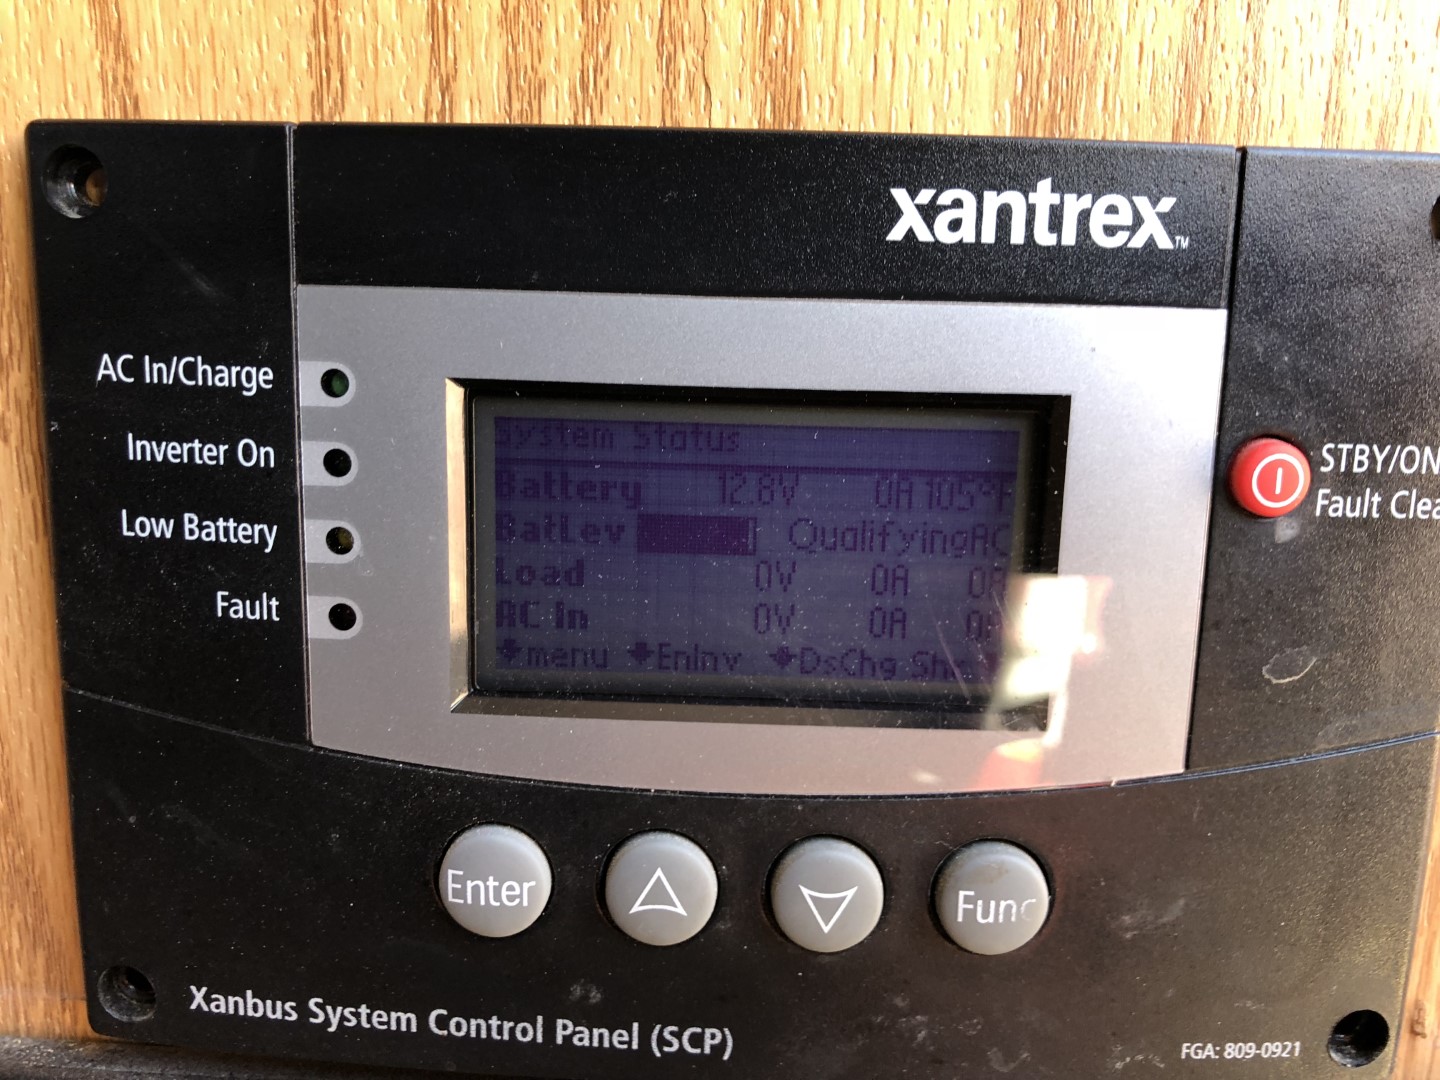 xantrex™
AC In/Charge
Inverter On
Low Battery
Fault
System Status
Battery 12.8V 0A 105°F
BatLev QualifyingAC
Load 0V 0A
AC In 0V 0A
menu EnInv DsChg
STBY/ON
Fault Clea
Enter
Func
Xanbus System Control Panel (SCP)
FGA: 809-0921